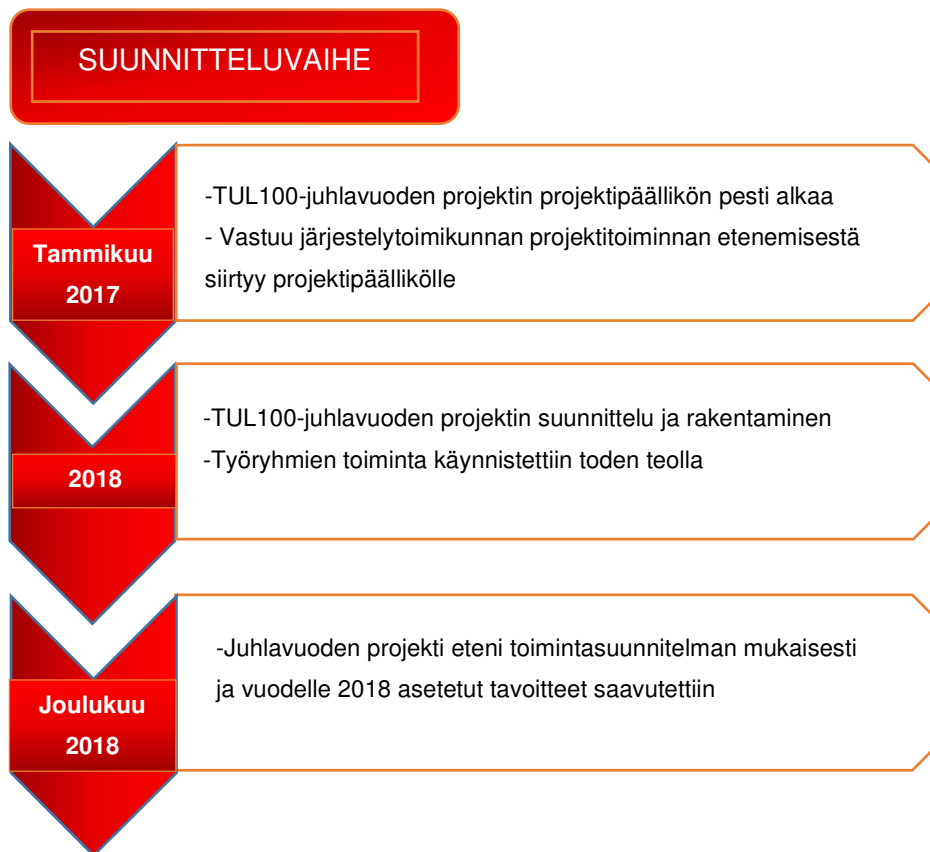 SUUNNITTELUVAIHE
Tammikuu
2017
-TUL100-juhlavuoden projektin projektipäällikön pesti alkaa
- Vastuu järjestelytoimikunnan projektitoiminnan etenemisestä
siirtyy projektipäällikölle
2018
-TUL100-juhlavuoden projektin suunnittelu ja rakentaminen
-Työryhmien toiminta käynnistettiin toden teolla
Joulukuu
2018
-Juhlavuoden projekti eteni toimintasuunnitelman mukaisesti
ja vuodelle 2018 asetetut tavoitteet saavutettiin